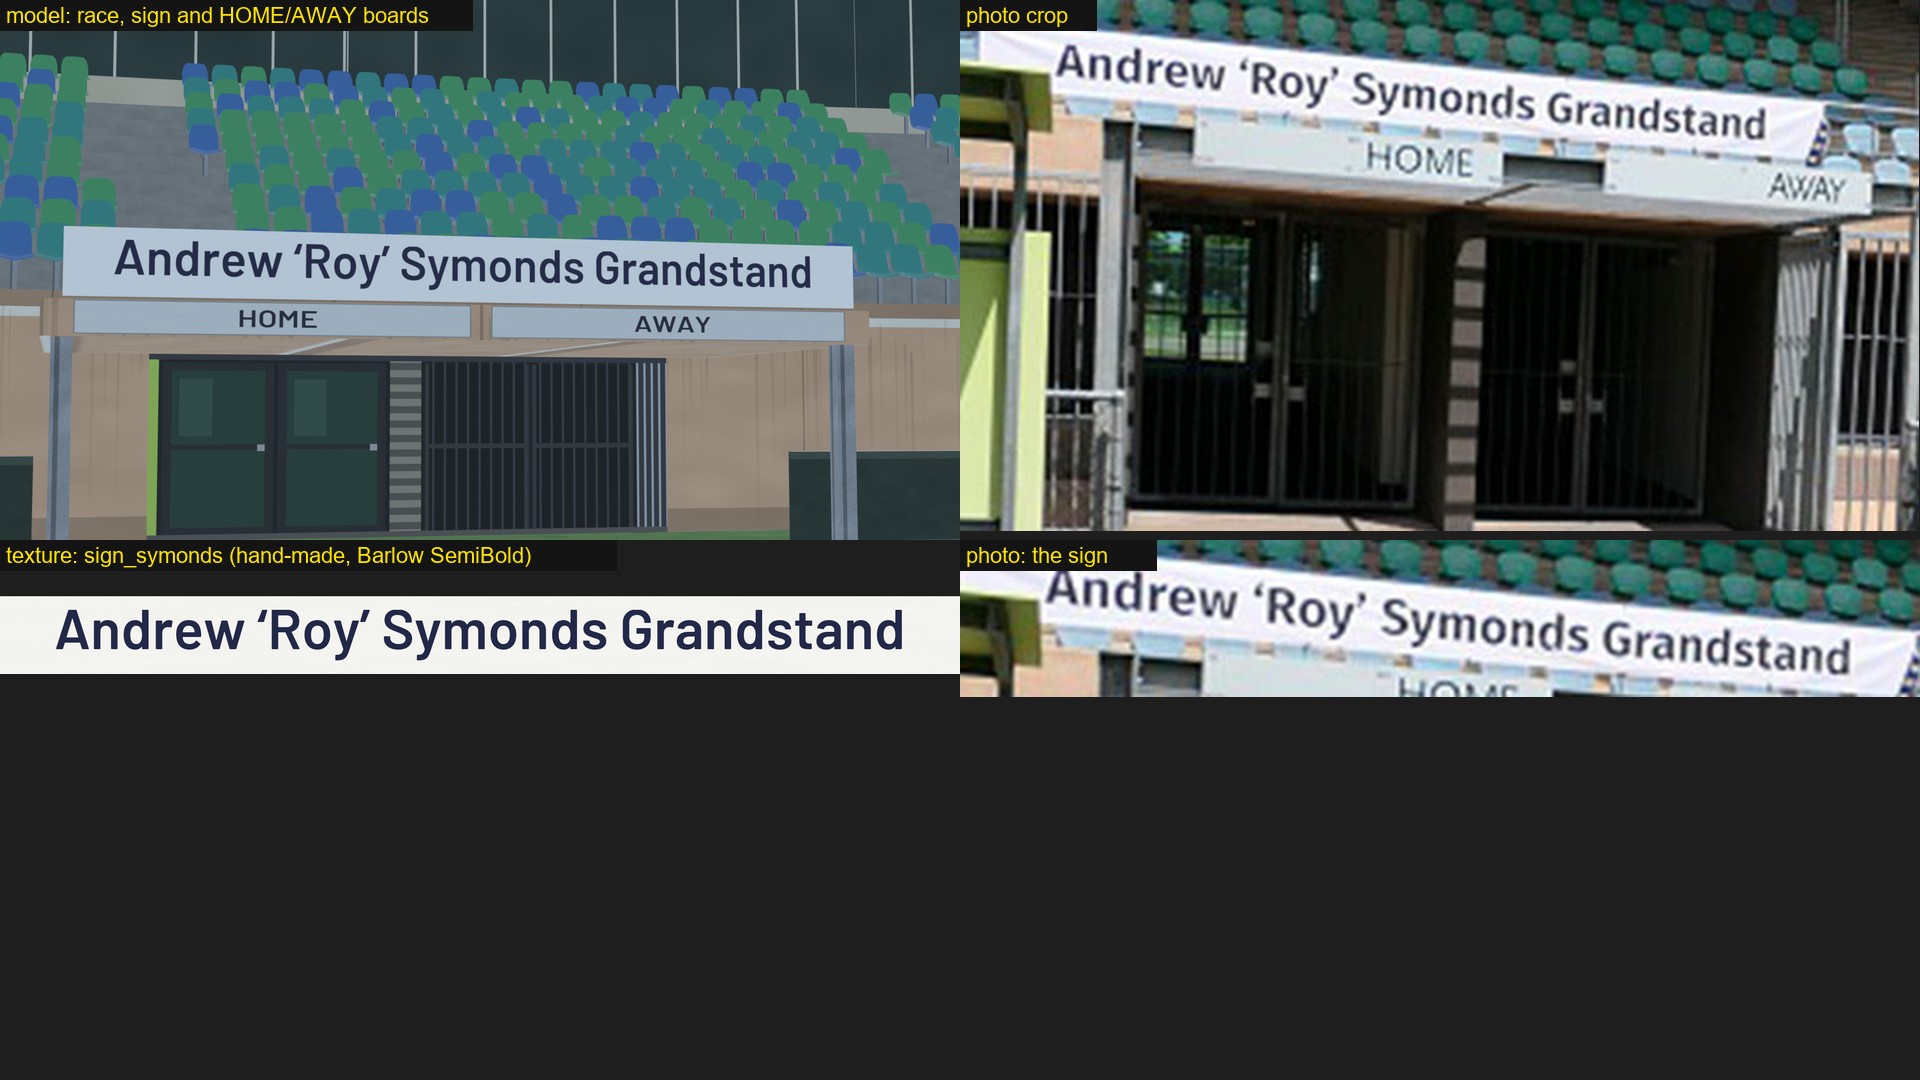 model: race, sign and HOME/AWAY boards
photo crop
Andrew ‘Roy’ Symonds Grandstand
HOME
AWAY
Andrew ‘Roy’ Symonds Grandstand
HOME
AWAY
texture: sign_symonds (hand-made, Barlow SemiBold)
photo: the sign
Andrew ‘Roy’ Symonds Grandstand
Andrew ‘Roy’ Symonds Grandstand
HOME